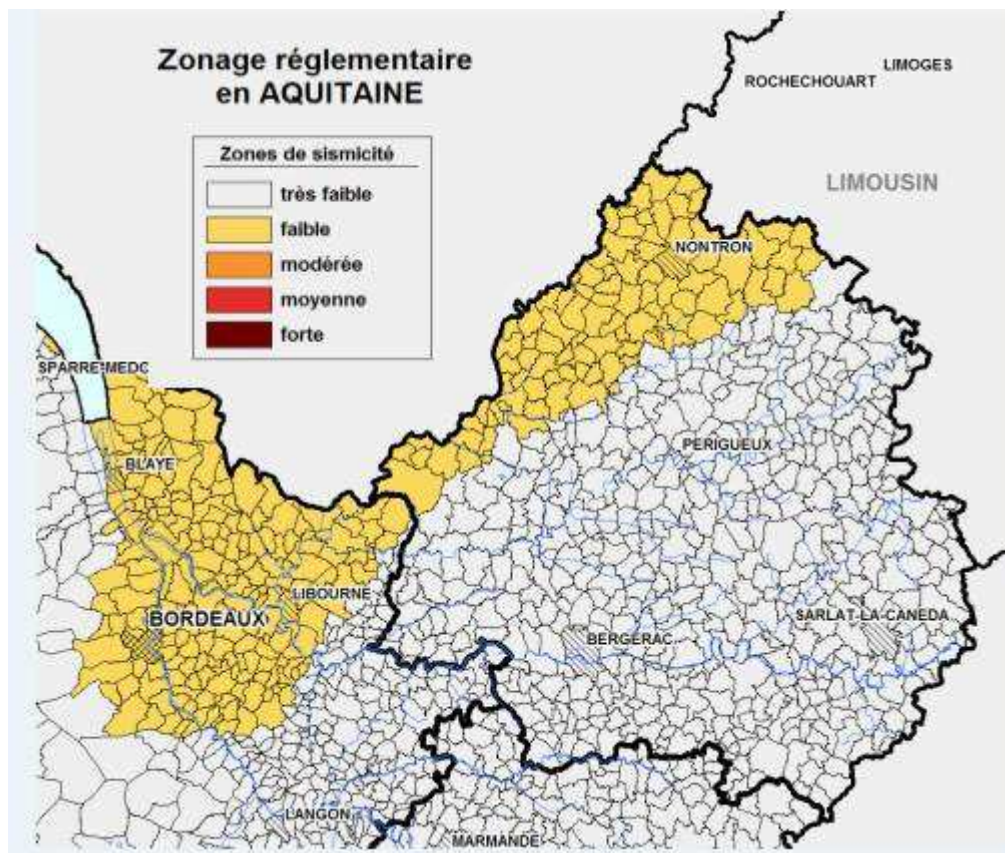 Zonage réglementaire
en AQUITAINE
Zones de sismicité
très faible
faible
modérée
moyenne
forte
LIMOGES
ROCHECHOUART
LIMOUSIN
NONTRON
SPARRE-MEDC
BLAYE
PERIGUEUX
LIBOURNE
BORDEAUX
BERGERAC
SARLAT-LA-CANEDA
LANGON
MARMANDE